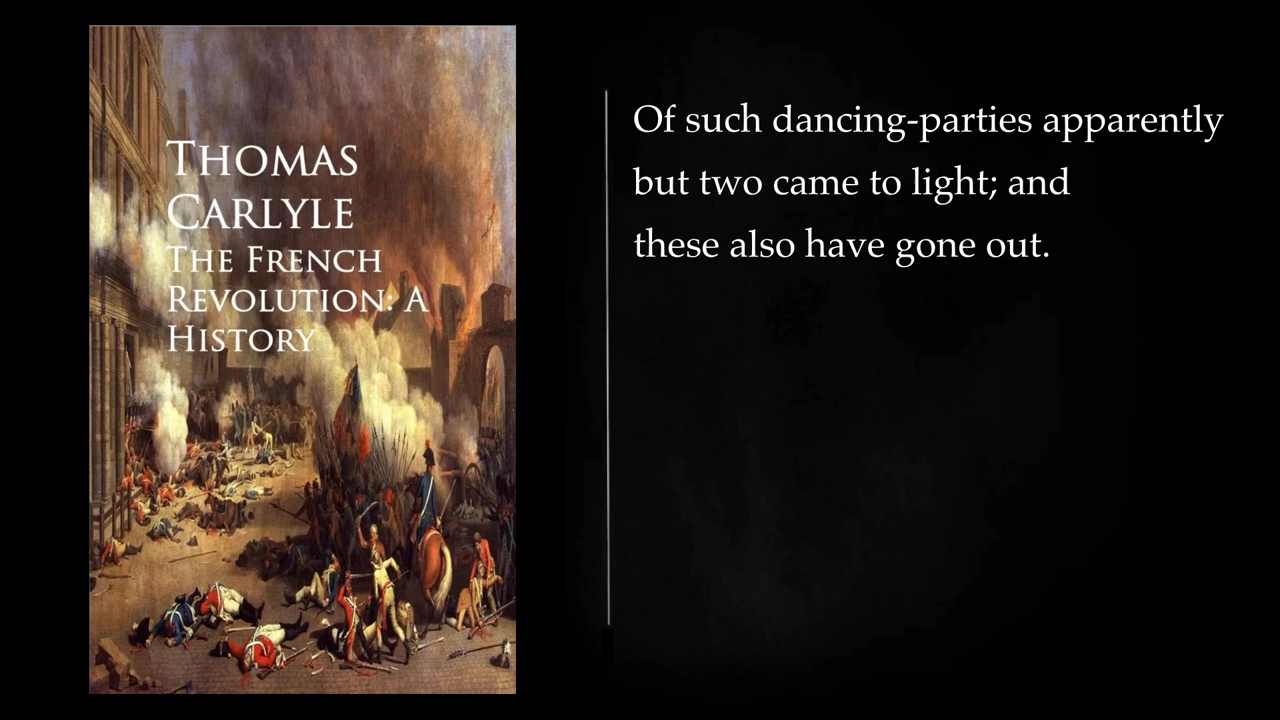 THOMAS
CARLYLE
THE FRENCH
REVOLUTION: A
HISTORY
Of such dancing-parties apparently
but two came to light; and
these also have gone out.